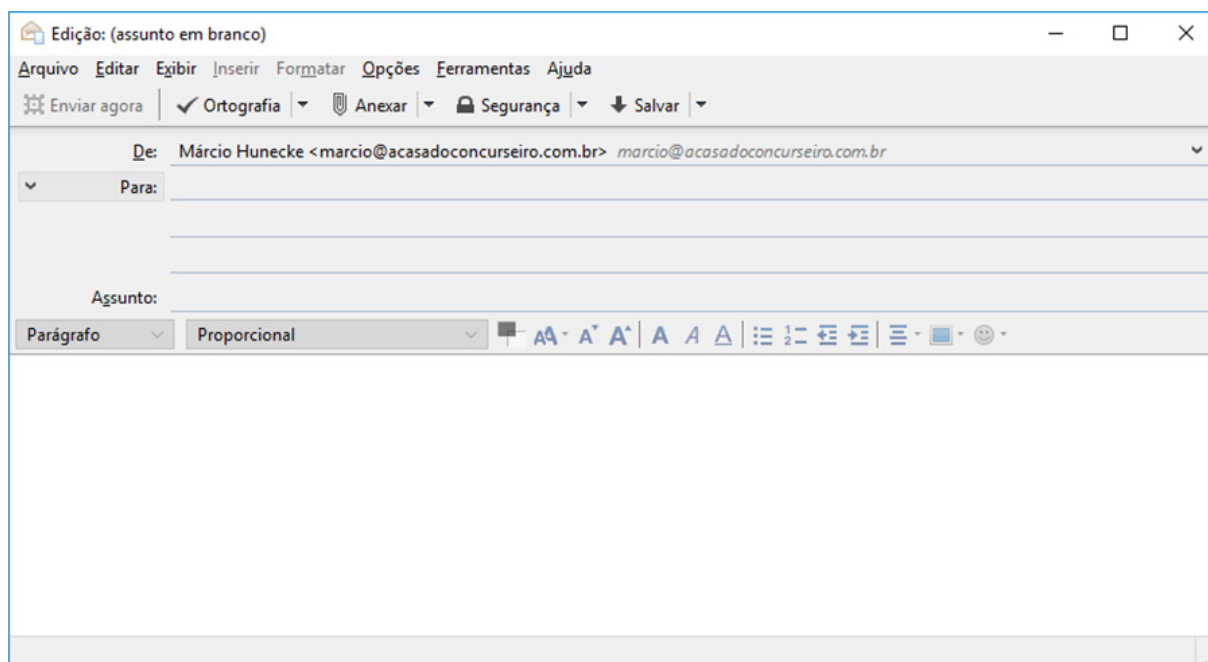 Edição: (assunto em branco)
Arquivo Editar Exibir Inserir Formatar Opções Ferramentas Ajuda
Enviar agora Ortografia Anexar Segurança Salvar
De: Márcio Hunecke <marcio@acasadoconcurseiro.com.br> marcio@acasadoconcurseiro.com.br
Para:
Assunto:
Parágrafo Proporcional